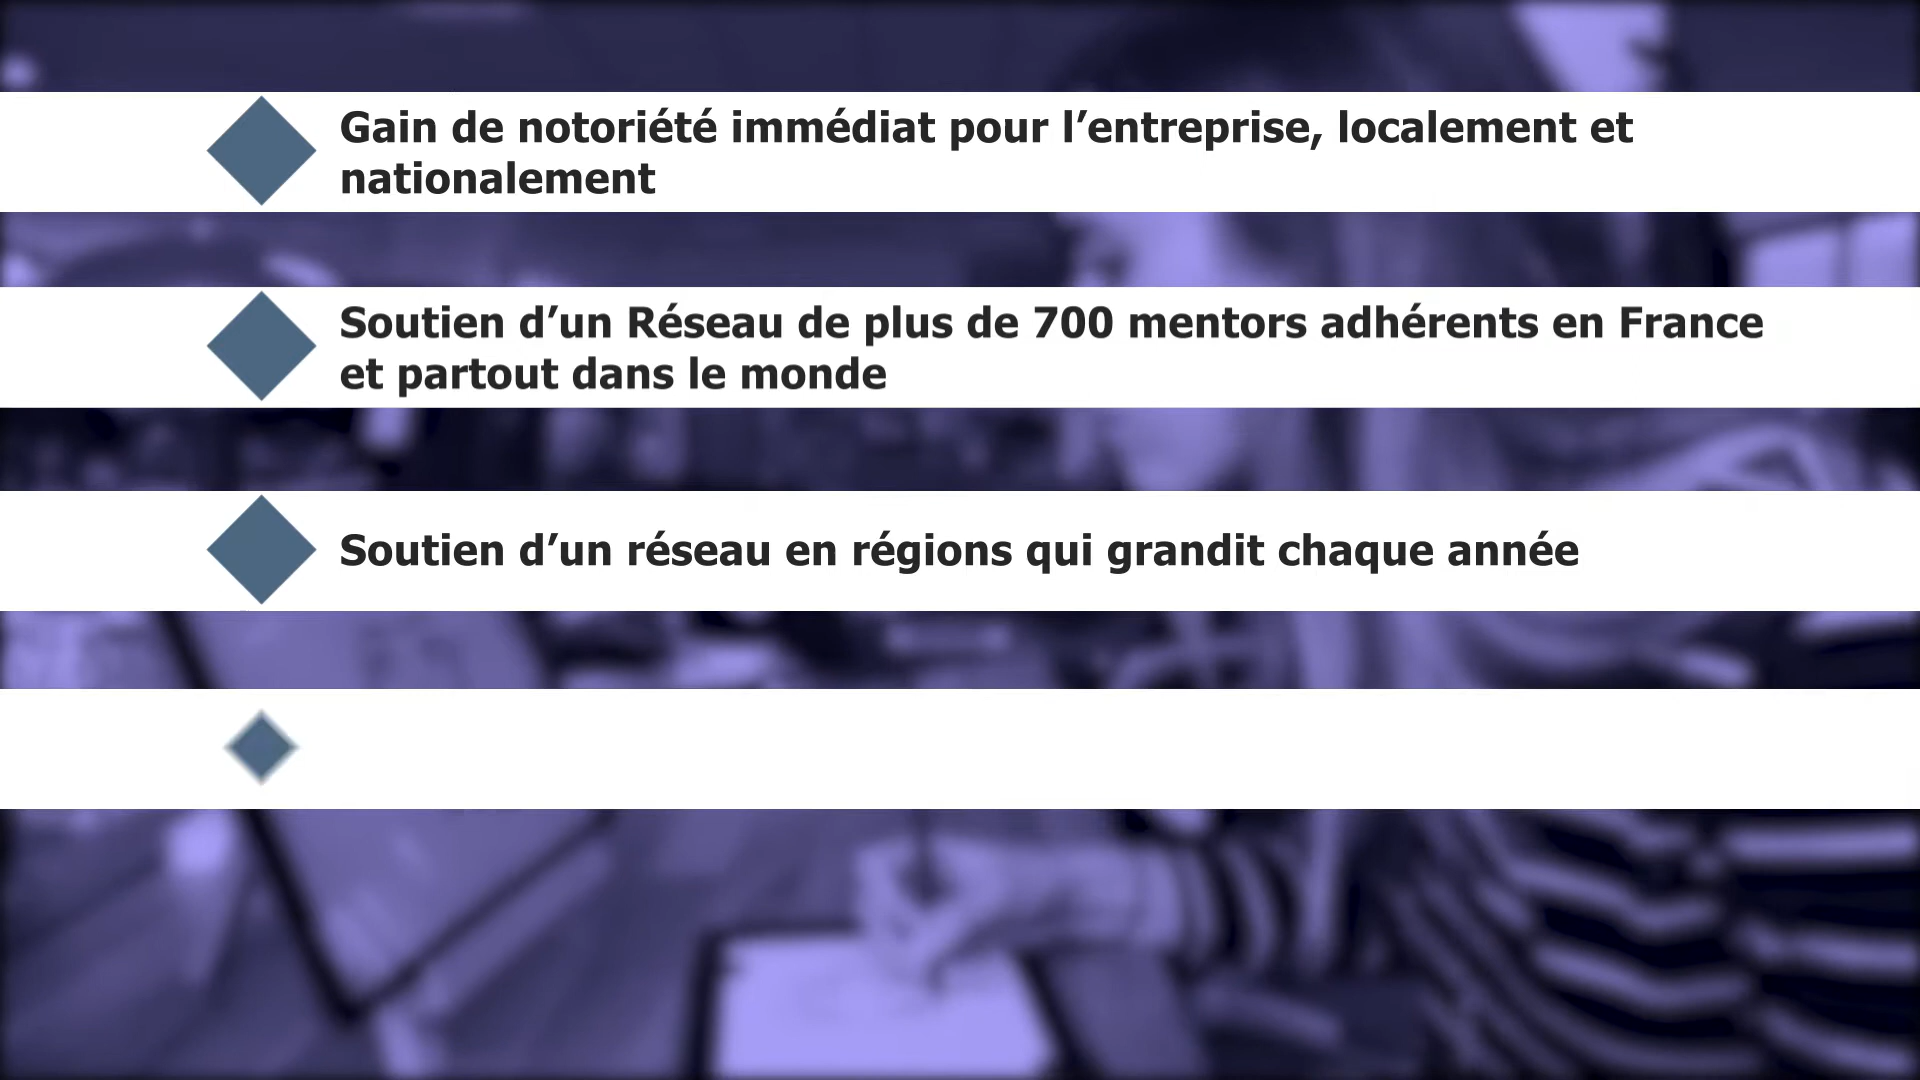 Gain de notoriété immédiat pour l’entreprise, localement et
nationalement
Soutien d’un Réseau de plus de 700 mentors adhérents en France
et partout dans le monde
Soutien d’un réseau en régions qui grandit chaque année